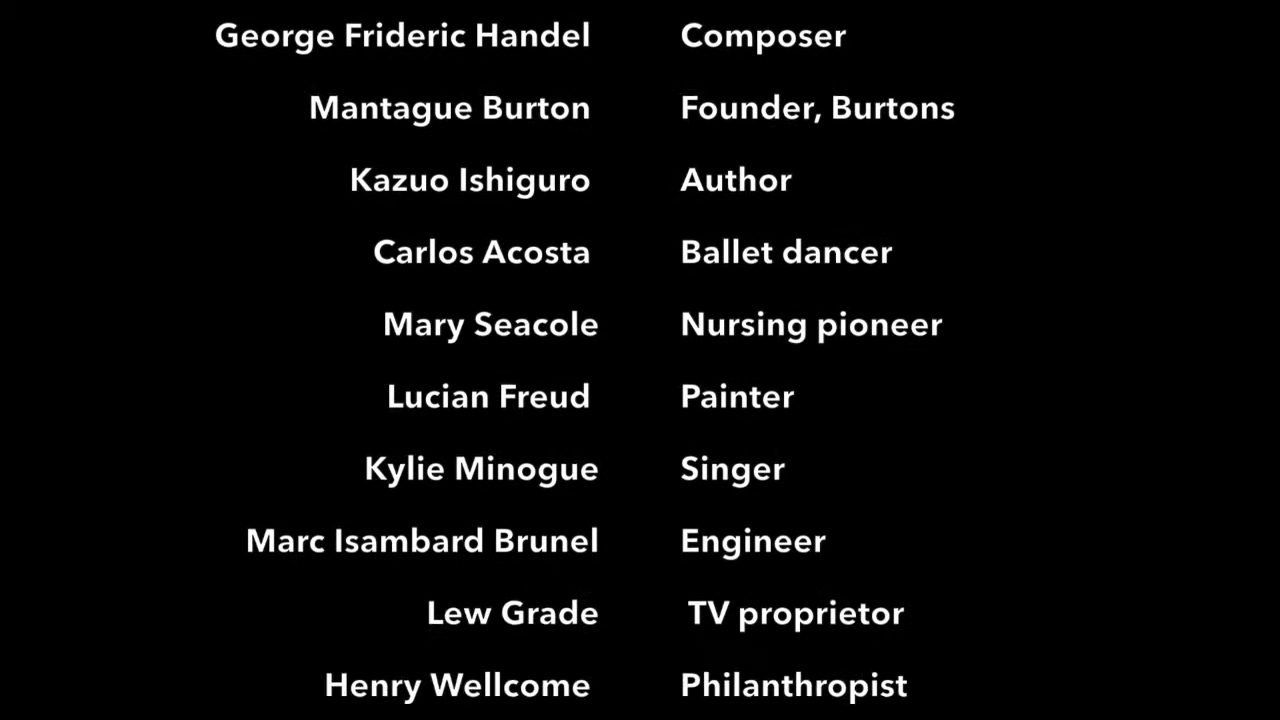 George Frideric Handel Composer
Mantague Burton Founder, Burtons
Kazuo Ishiguro Author
Carlos Acosta Ballet dancer
Mary Seacole Nursing pioneer
Lucian Freud Painter
Kylie Minogue Singer
Marc Isambard Brunel Engineer
Lew Grade TV proprietor
Henry Wellcome Philanthropist